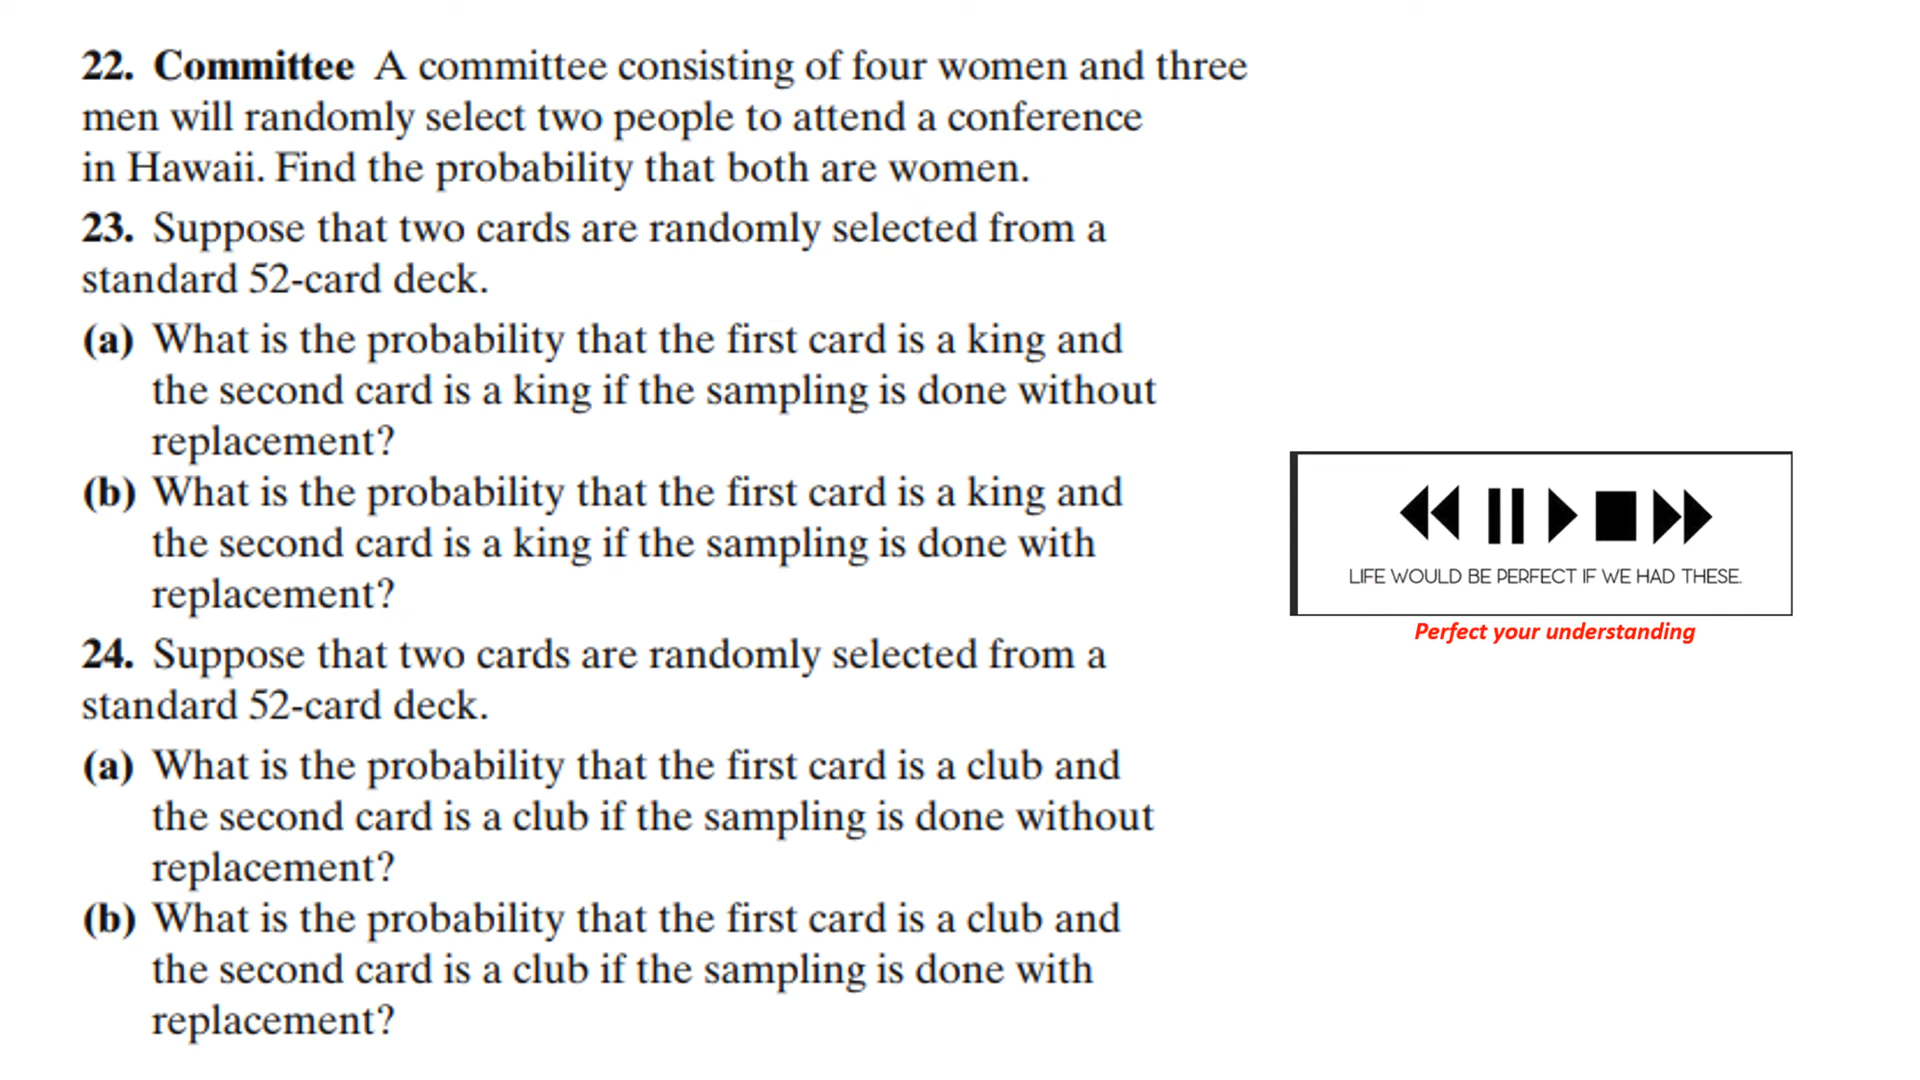 22. Committee A committee consisting of four women and three
men will randomly select two people to attend a conference
in Hawaii. Find the probability that both are women.
23. Suppose that two cards are randomly selected from a
standard 52-card deck.
(a) What is the probability that the first card is a king and
the second card is a king if the sampling is done without
replacement?
(b) What is the probability that the first card is a king and
the second card is a king if the sampling is done with
replacement?
24. Suppose that two cards are randomly selected from a
standard 52-card deck.
(a) What is the probability that the first card is a club and
the second card is a club if the sampling is done without
replacement?
(b) What is the probability that the first card is a club and
the second card is a club if the sampling is done with
replacement?
LIFE WOULD BE PERFECT IF WE HAD THESE.
Perfect your understanding